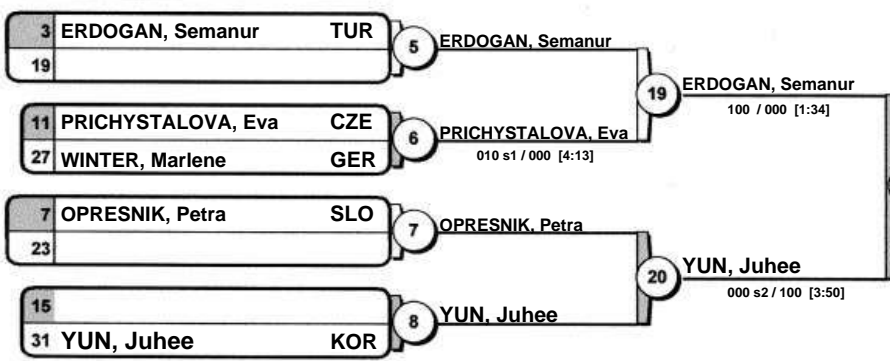 3 ERDOGAN, Semanur TUR
19
5
ERDOGAN, Semanur
11 PRICHYSTALOVA, Eva CZE
27 WINTER, Marlene GER
6
PRICHYSTALOVA, Eva
010 s1 / 000 [4:13]
19
ERDOGAN, Semanur
100 / 000 [1:34]
7 OPRESNIK, Petra SLO
23
7
OPRESNIK, Petra
15
31 YUN, Juhee KOR
8
YUN, Juhee
20
YUN, Juhee
000 s2 / 100 [3:50]